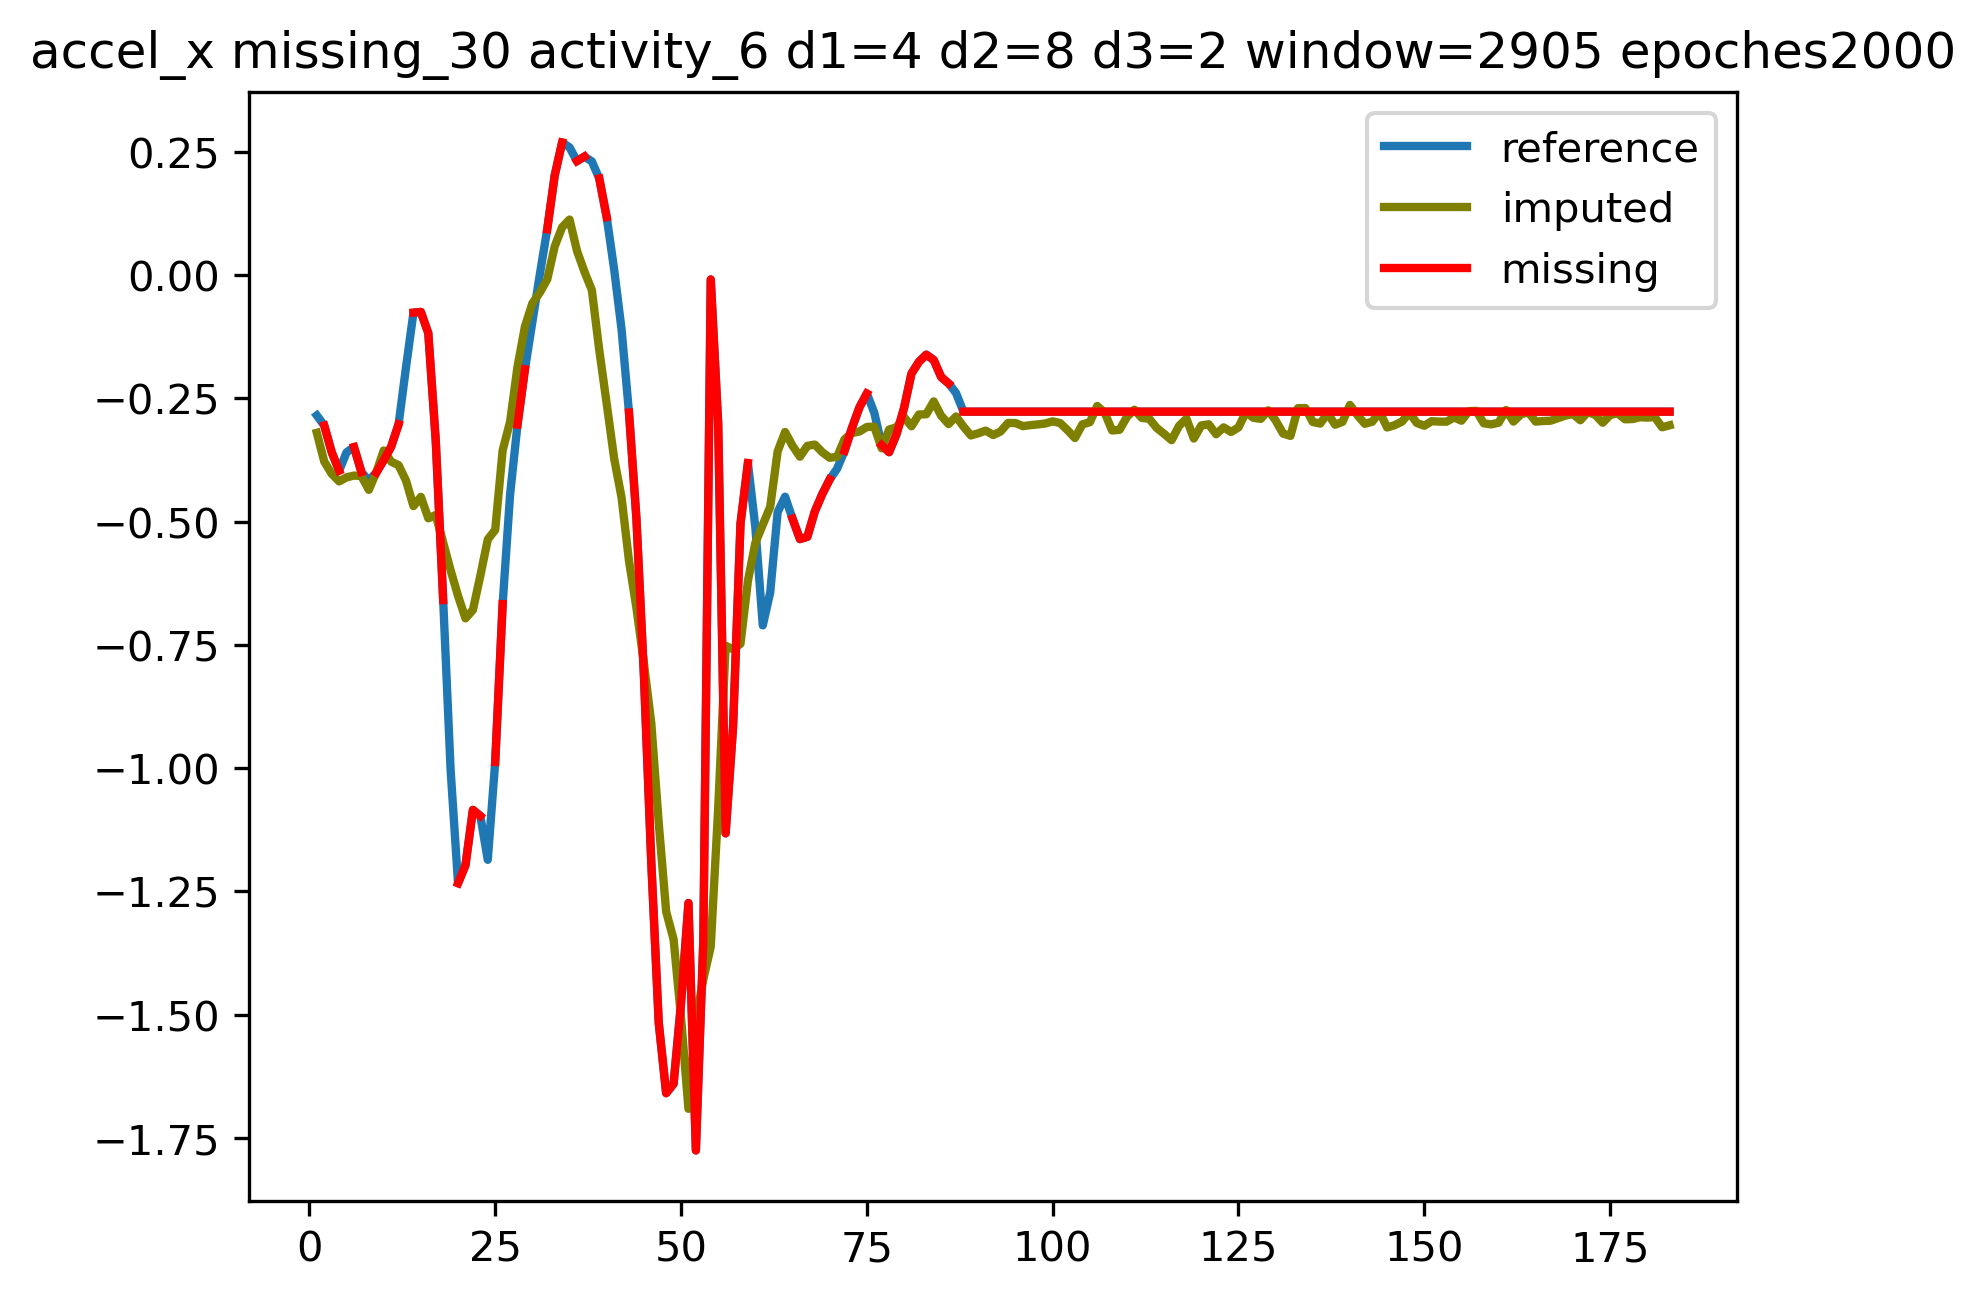 accel_x missing_30 activity_6 d1=4 d2=8 d3=2 window=2905 epoches2000
reference
imputed
missing
0.25
0.00
−0.25
−0.50
−0.75
−1.00
−1.25
−1.50
−1.75
0 25 50 75 100 125 150 175